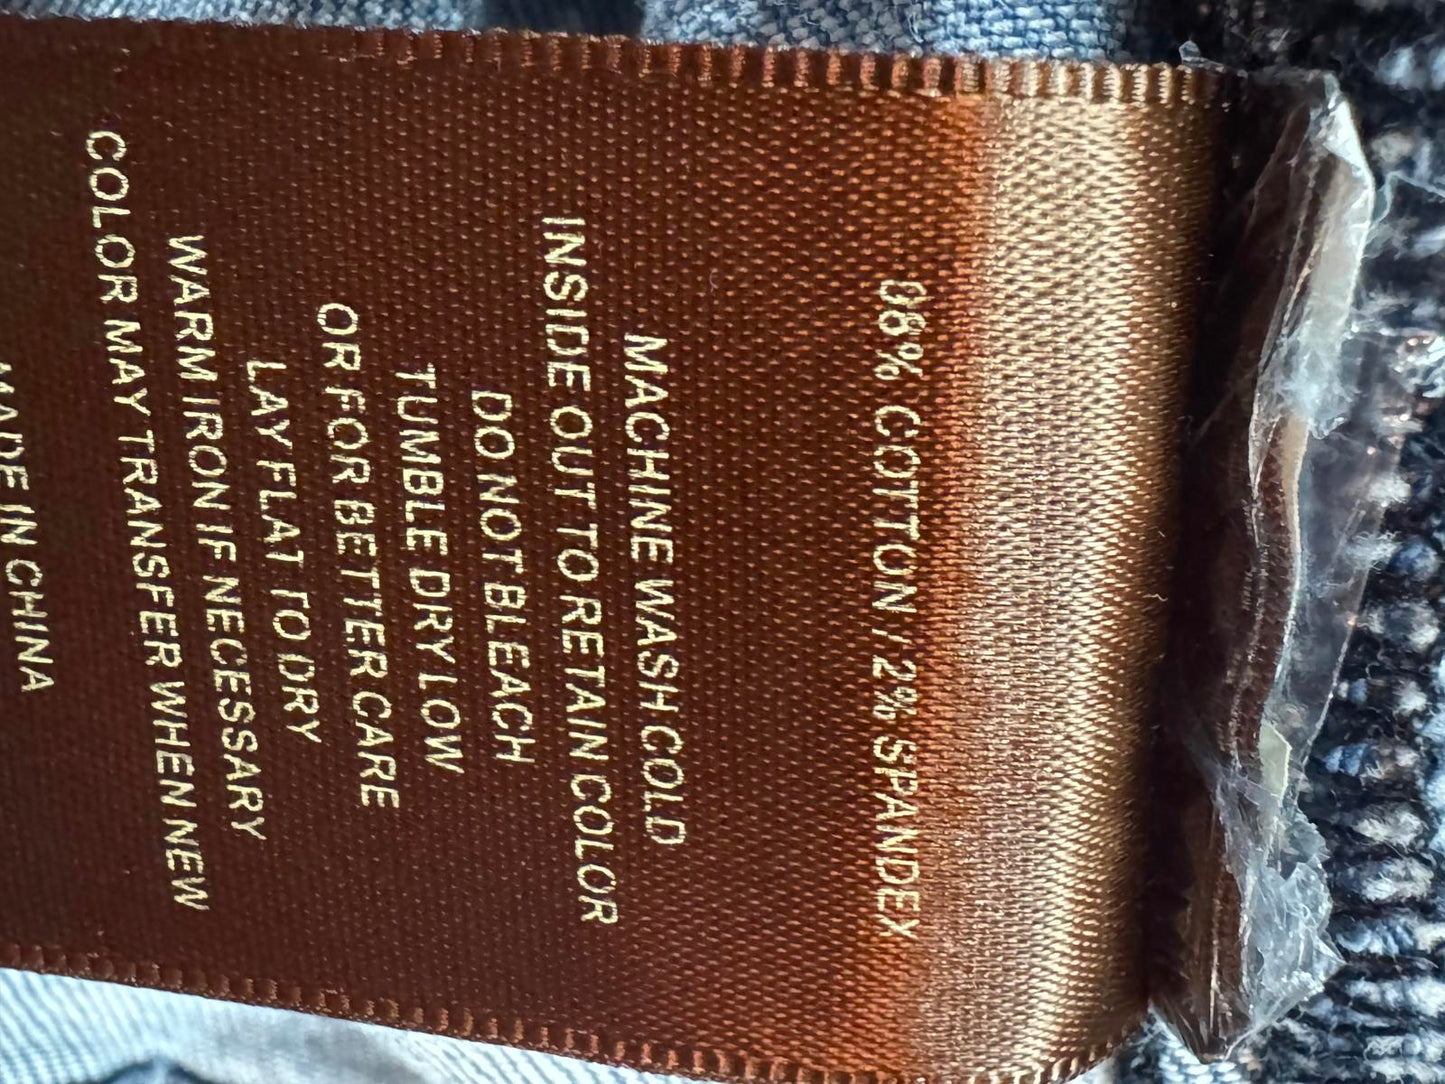 98% COTTON / 2% SPANDEX
MACHINE WASH COLD
INSIDE OUT TO RETAIN COLOR
DO NOT BLEACH
TUMBLE DRY LOW
OR FOR BETTER CARE
LAY FLAT TO DRY
WARM IRON IF NECESSARY
COLOR MAY TRANSFER WHEN NEW
MADE IN CHINA